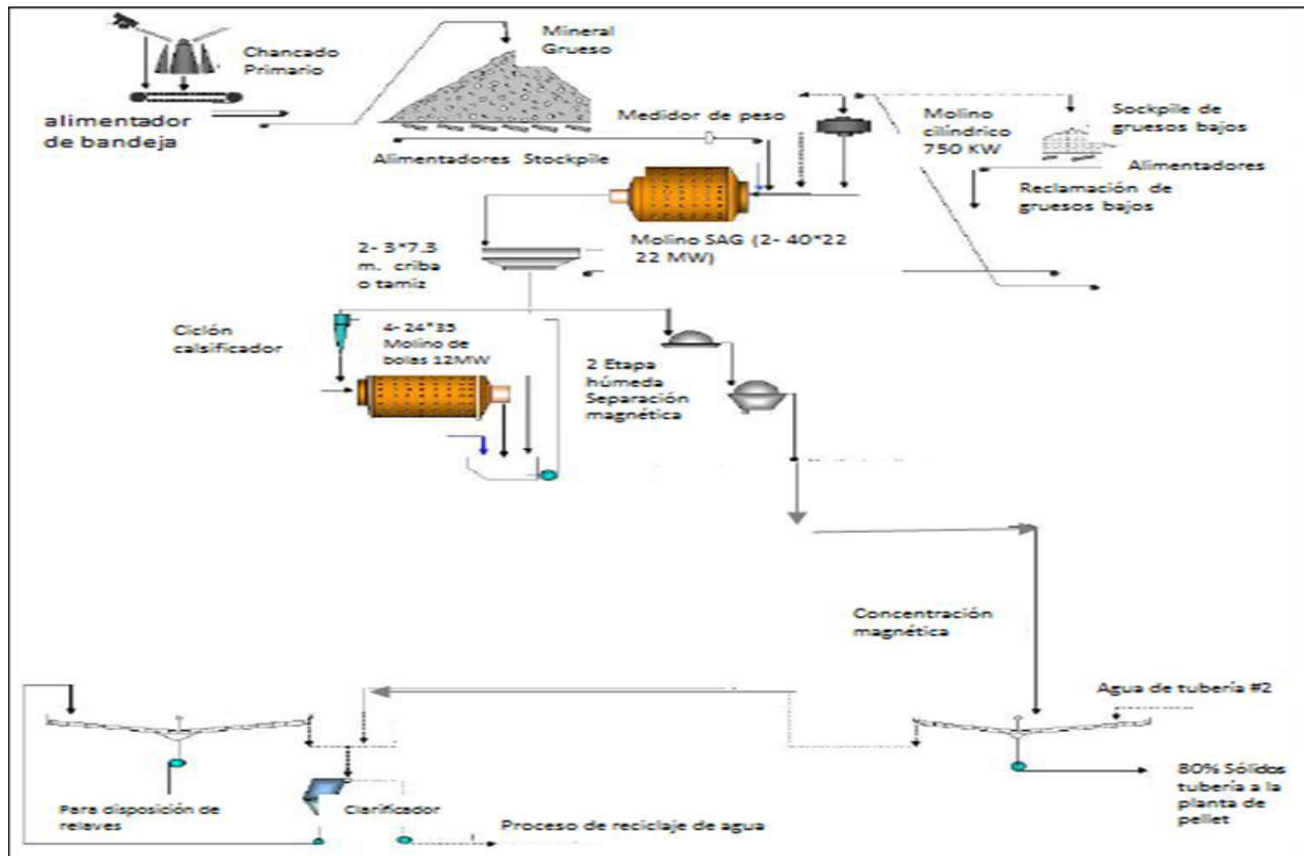 Chancado
Primario
alimentador
de bandeja
Mineral
Grueso
Medidor de peso
Alimentadores Stockpile
Molino
cilíndrico
750 KW
Sockpile de
gruesos bajos
Alimentadores
Reclamación de
gruesos bajos
Molino SAG (2- 40*22
22 MW)
2- 3*7.3
m. criba
o tamiz
Ciclón
calsificador
4- 24*35
Molino de
bolas 12MW
2 Etapa
húmeda
Separación
magnética
Concentración
magnética
Agua de tubería #2
80% Sólidos
tubería a la
planta de
pellet
Para disposición de
relaves
Clarificador
Proceso de reciclaje de agua